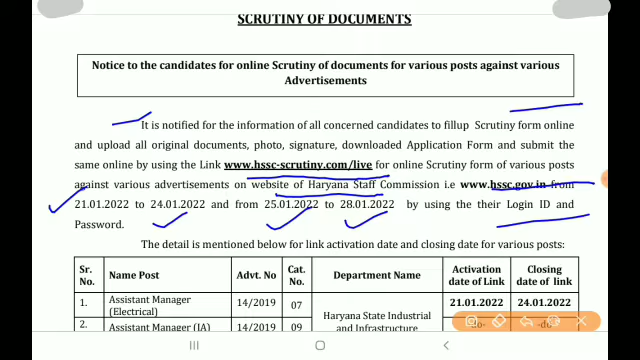 SCRUTINY OF DOCUMENTS
Notice to the candidates for online Scrutiny of documents for various posts against various
Advertisements
It is notified for the information of all concerned candidates to fillup Scrutiny form online
and upload all original documents, photo, signature, downloaded Application Form and submit the
same online by using the Link www.hssc-scrutiny.com/live for online Scrutiny form of various posts
against various advertisements on website of Haryana Staff Commission i.e www.hssc.gov.in from
21.01.2022 to 24.01.2022 and from 25.01.2022 to 28.01.2022 by using the their Login ID and
Password.
The detail is mentioned below for link activation date and closing date for various posts:
Sr. No. Name Post Advt. No Cat. No. Department Name Activation date of Link Closing date of link
1. Assistant Manager (Electrical) 14/2019 07 Haryana State Industrial and Infrastructure 21.01.2022 24.01.2022
2. Assistant Manager (IA) 14/2019 09 -do- -do-